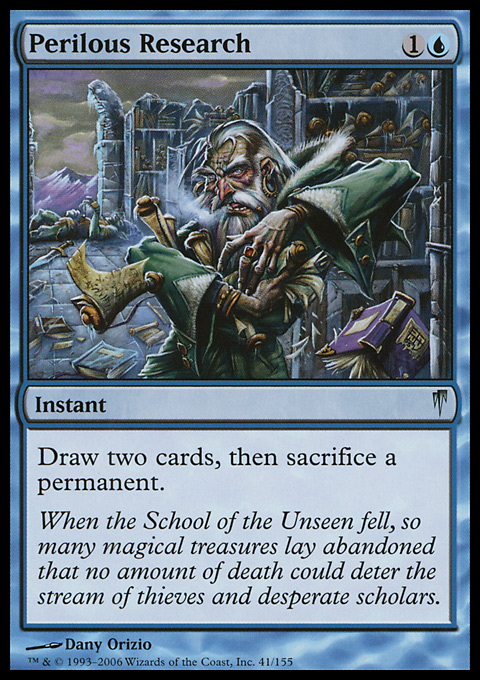 Perilous Research 1
Instant
Draw two cards, then sacrifice a
permanent.
When the School of the Unseen fell, so
many magical treasures lay abandoned
that no amount of death could deter the
stream of thieves and desperate scholars.
Dany Orizio
™ & © 1993–2006 Wizards of the Coast, Inc. 41/155